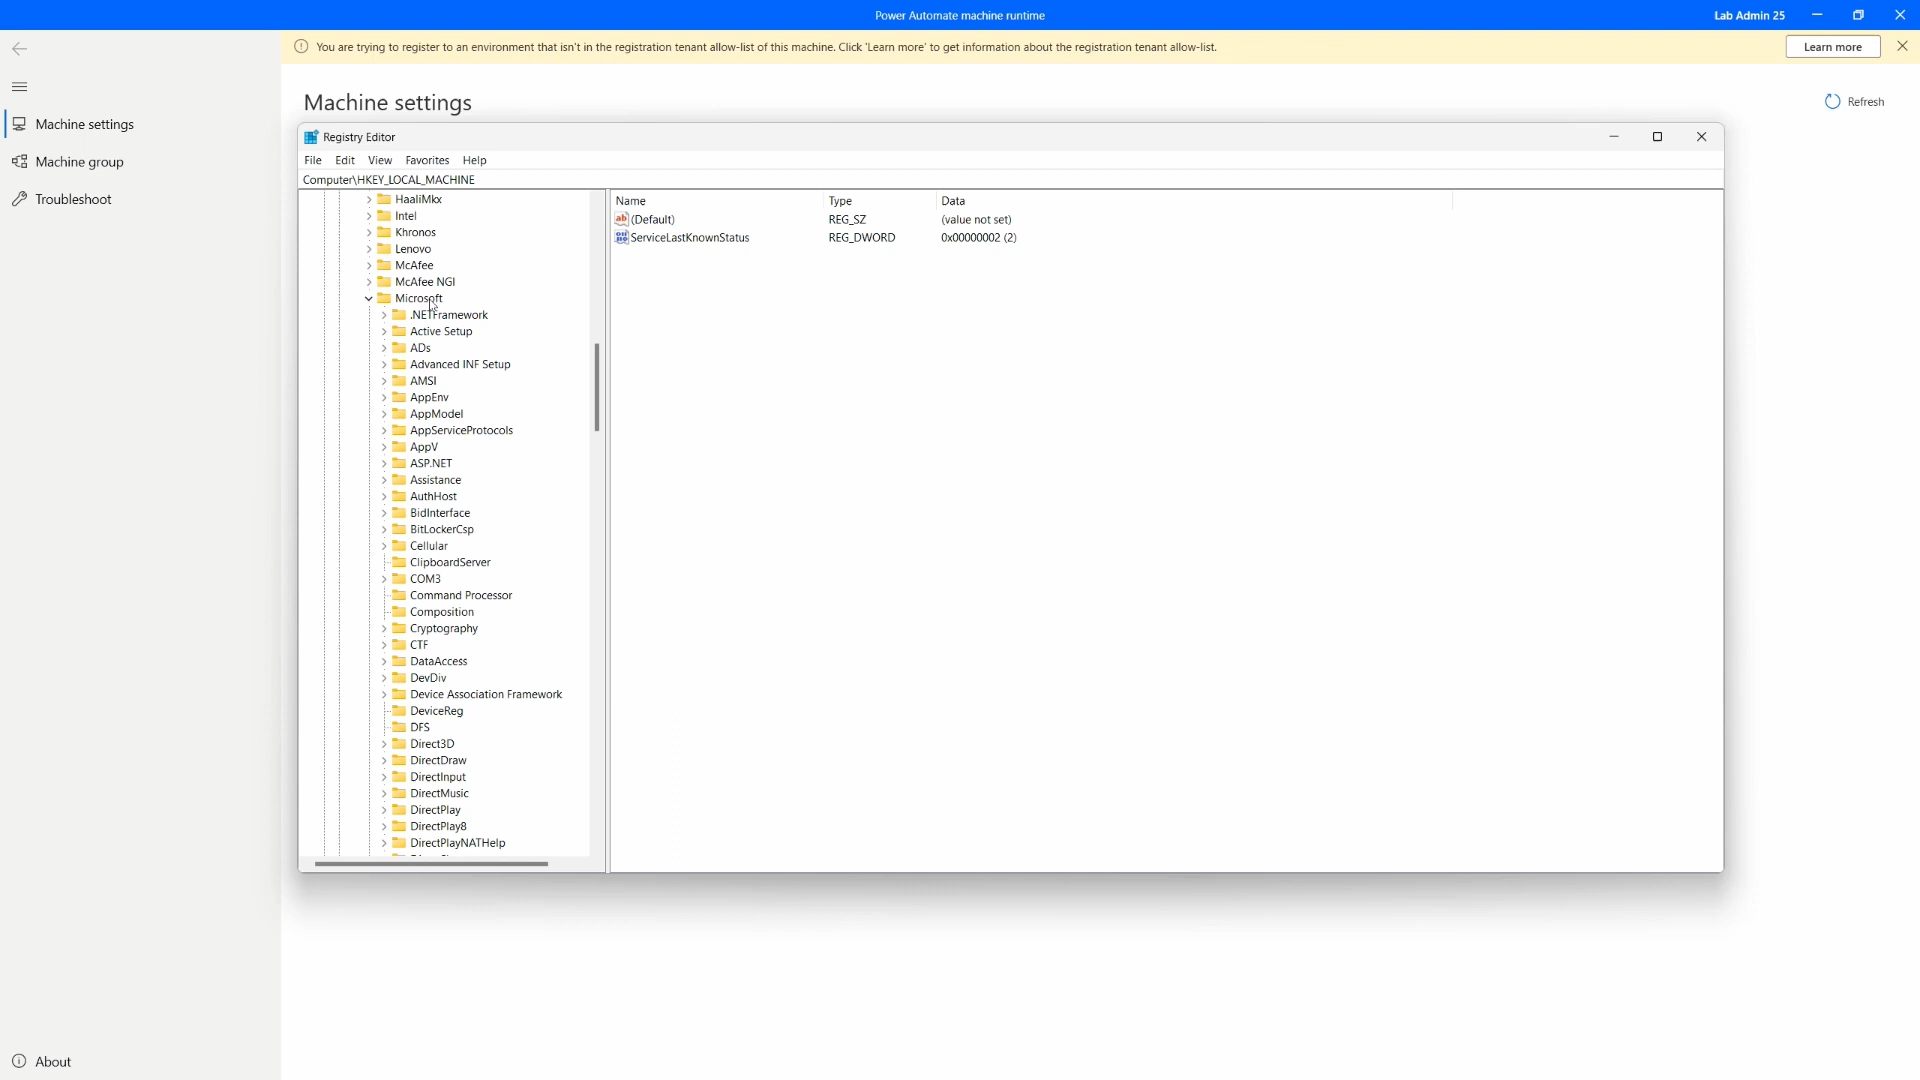 Power Automate machine runtime
Lab Admin 25
You are trying to register to an environment that isn't in the registration tenant allow-list of this machine. Click 'Learn more' to get information about the registration tenant allow-list.
Learn more
Machine settings
Machine group
Troubleshoot
About
Machine settings
Refresh
Registry Editor
File Edit View Favorites Help
Computer\HKEY_LOCAL_MACHINE
HaaliMkx
Intel
Khronos
Lenovo
McAfee
McAfee NGI
Microsoft
.NETFramework
Active Setup
ADs
Advanced INF Setup
AMSI
AppEnv
AppModel
AppServiceProtocols
AppV
ASP.NET
Assistance
AuthHost
BidInterface
BitLockerCsp
Cellular
ClipboardServer
COM3
Command Processor
Composition
Cryptography
CTF
DataAccess
DevDiv
Device Association Framework
DeviceReg
DFS
Direct3D
DirectDraw
DirectInput
DirectMusic
DirectPlay
DirectPlay8
DirectPlayNATHelp
Name Type Data
(Default) REG_SZ (value not set)
ServiceLastKnownStatus REG_DWORD 0x00000002 (2)